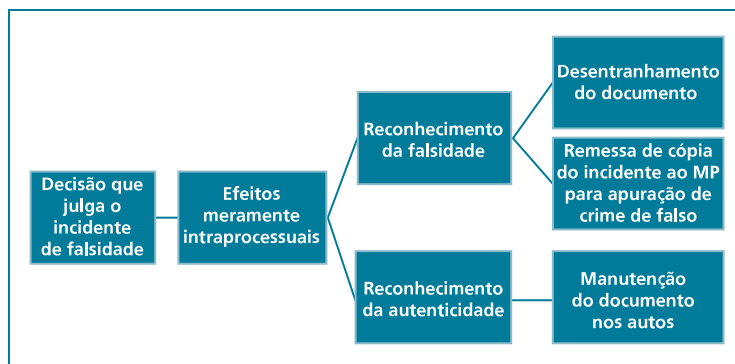 Decisão que
julga o
incidente
de falsidade
Efeitos
meramente
intraprocessuais
Reconhecimento
da falsidade
Desentranhamento
do documento
Remessa de cópia
do incidente ao MP
para apuração de
crime de falso
Reconhecimento
da autenticidade
Manutenção
do documento
nos autos